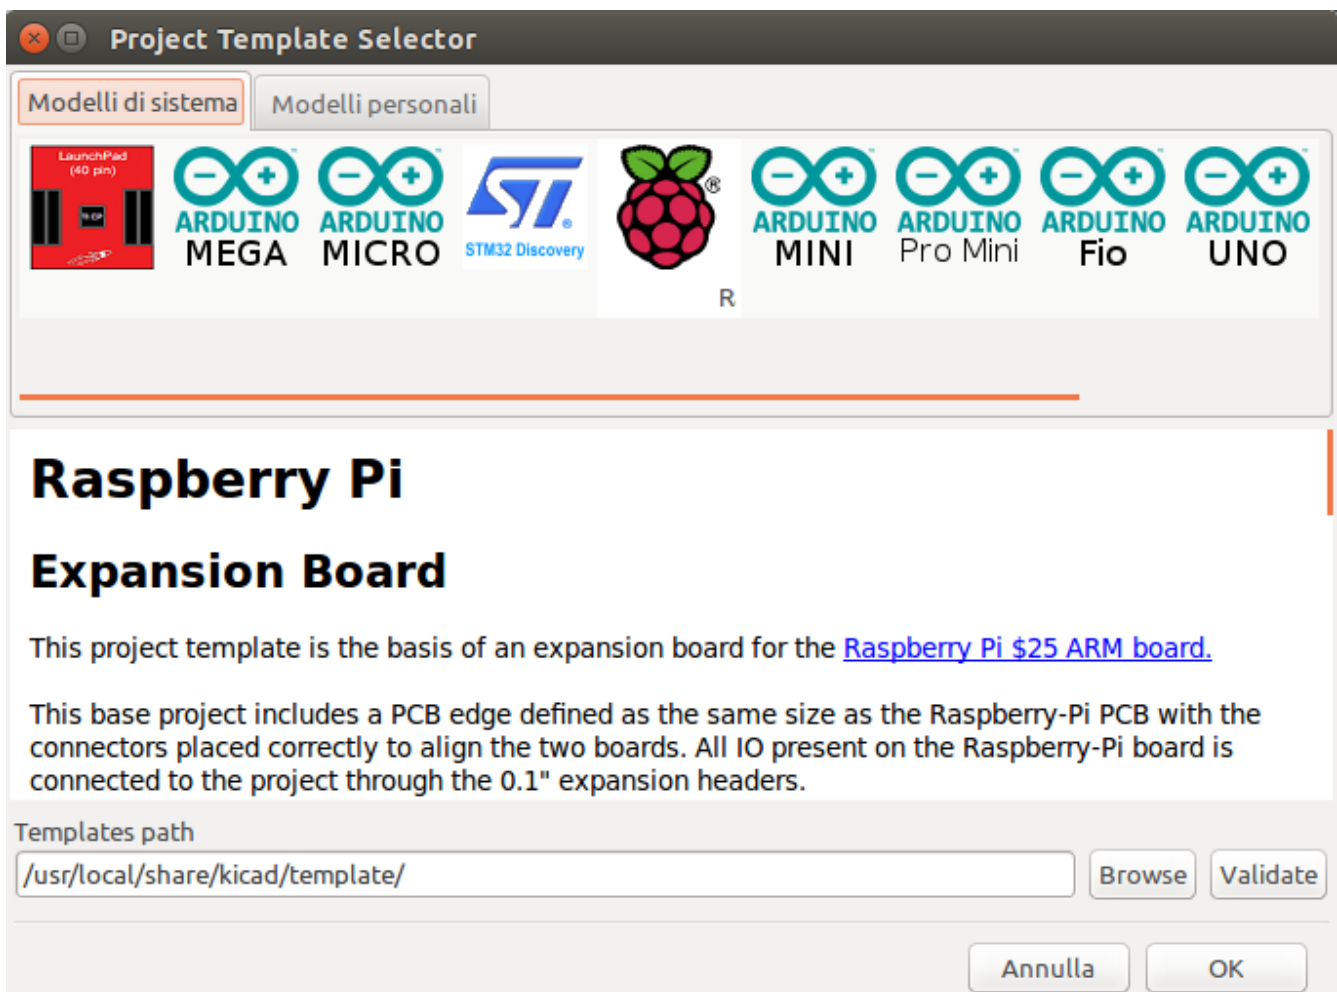 Project Template Selector
Modelli di sistema Modelli personali
LaunchPad
(40 pin)
ARDUINO
MEGA
ARDUINO
MICRO
ST
STM32 Discovery
R
ARDUINO
MINI
ARDUINO
Pro Mini
ARDUINO
Fio
ARDUINO
UNO
Raspberry Pi
Expansion Board
This project template is the basis of an expansion board for the Raspberry Pi $25 ARM board.
This base project includes a PCB edge defined as the same size as the Raspberry-Pi PCB with the
connectors placed correctly to align the two boards. All IO present on the Raspberry-Pi board is
connected to the project through the 0.1" expansion headers.
Templates path
/usr/local/share/kicad/template/ Browse Validate
Annulla OK